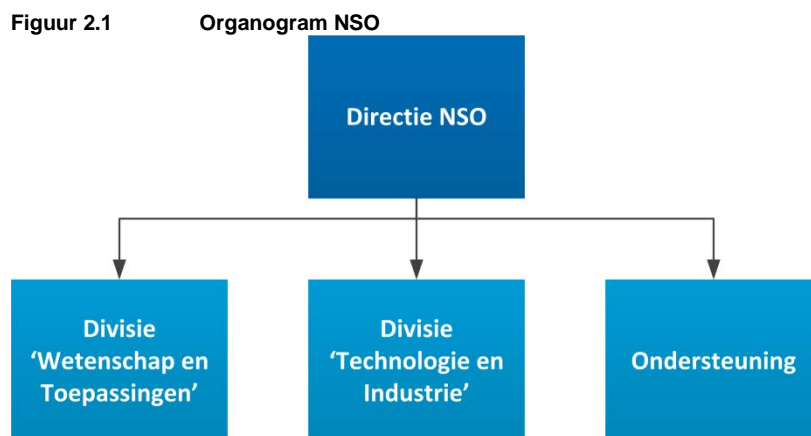 Figuur 2.1 Organogram NSO
Directie NSO
Divisie
‘Wetenschap en
Toepassingen’
Divisie
‘Technologie en
Industrie’
Ondersteuning